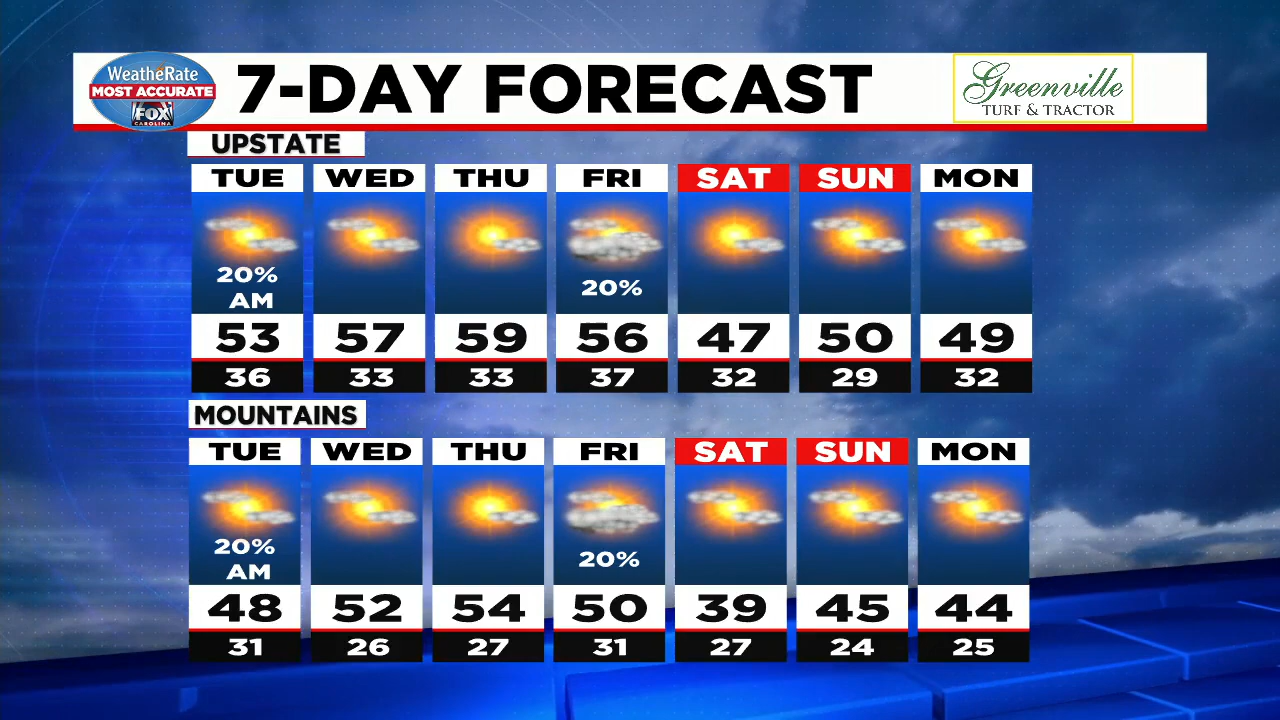 WeatheRate
MOST ACCURATE
FOX
CAROLINA
7-DAY FORECAST
Greenville
TURF & TRACTOR
UPSTATE
TUE WED THU FRI SAT SUN MON
20% 20%
AM
53 57 59 56 47 50 49
36 33 33 37 32 29 32
MOUNTAINS
TUE WED THU FRI SAT SUN MON
20% 20%
AM
48 52 54 50 39 45 44
31 26 27 31 27 24 25